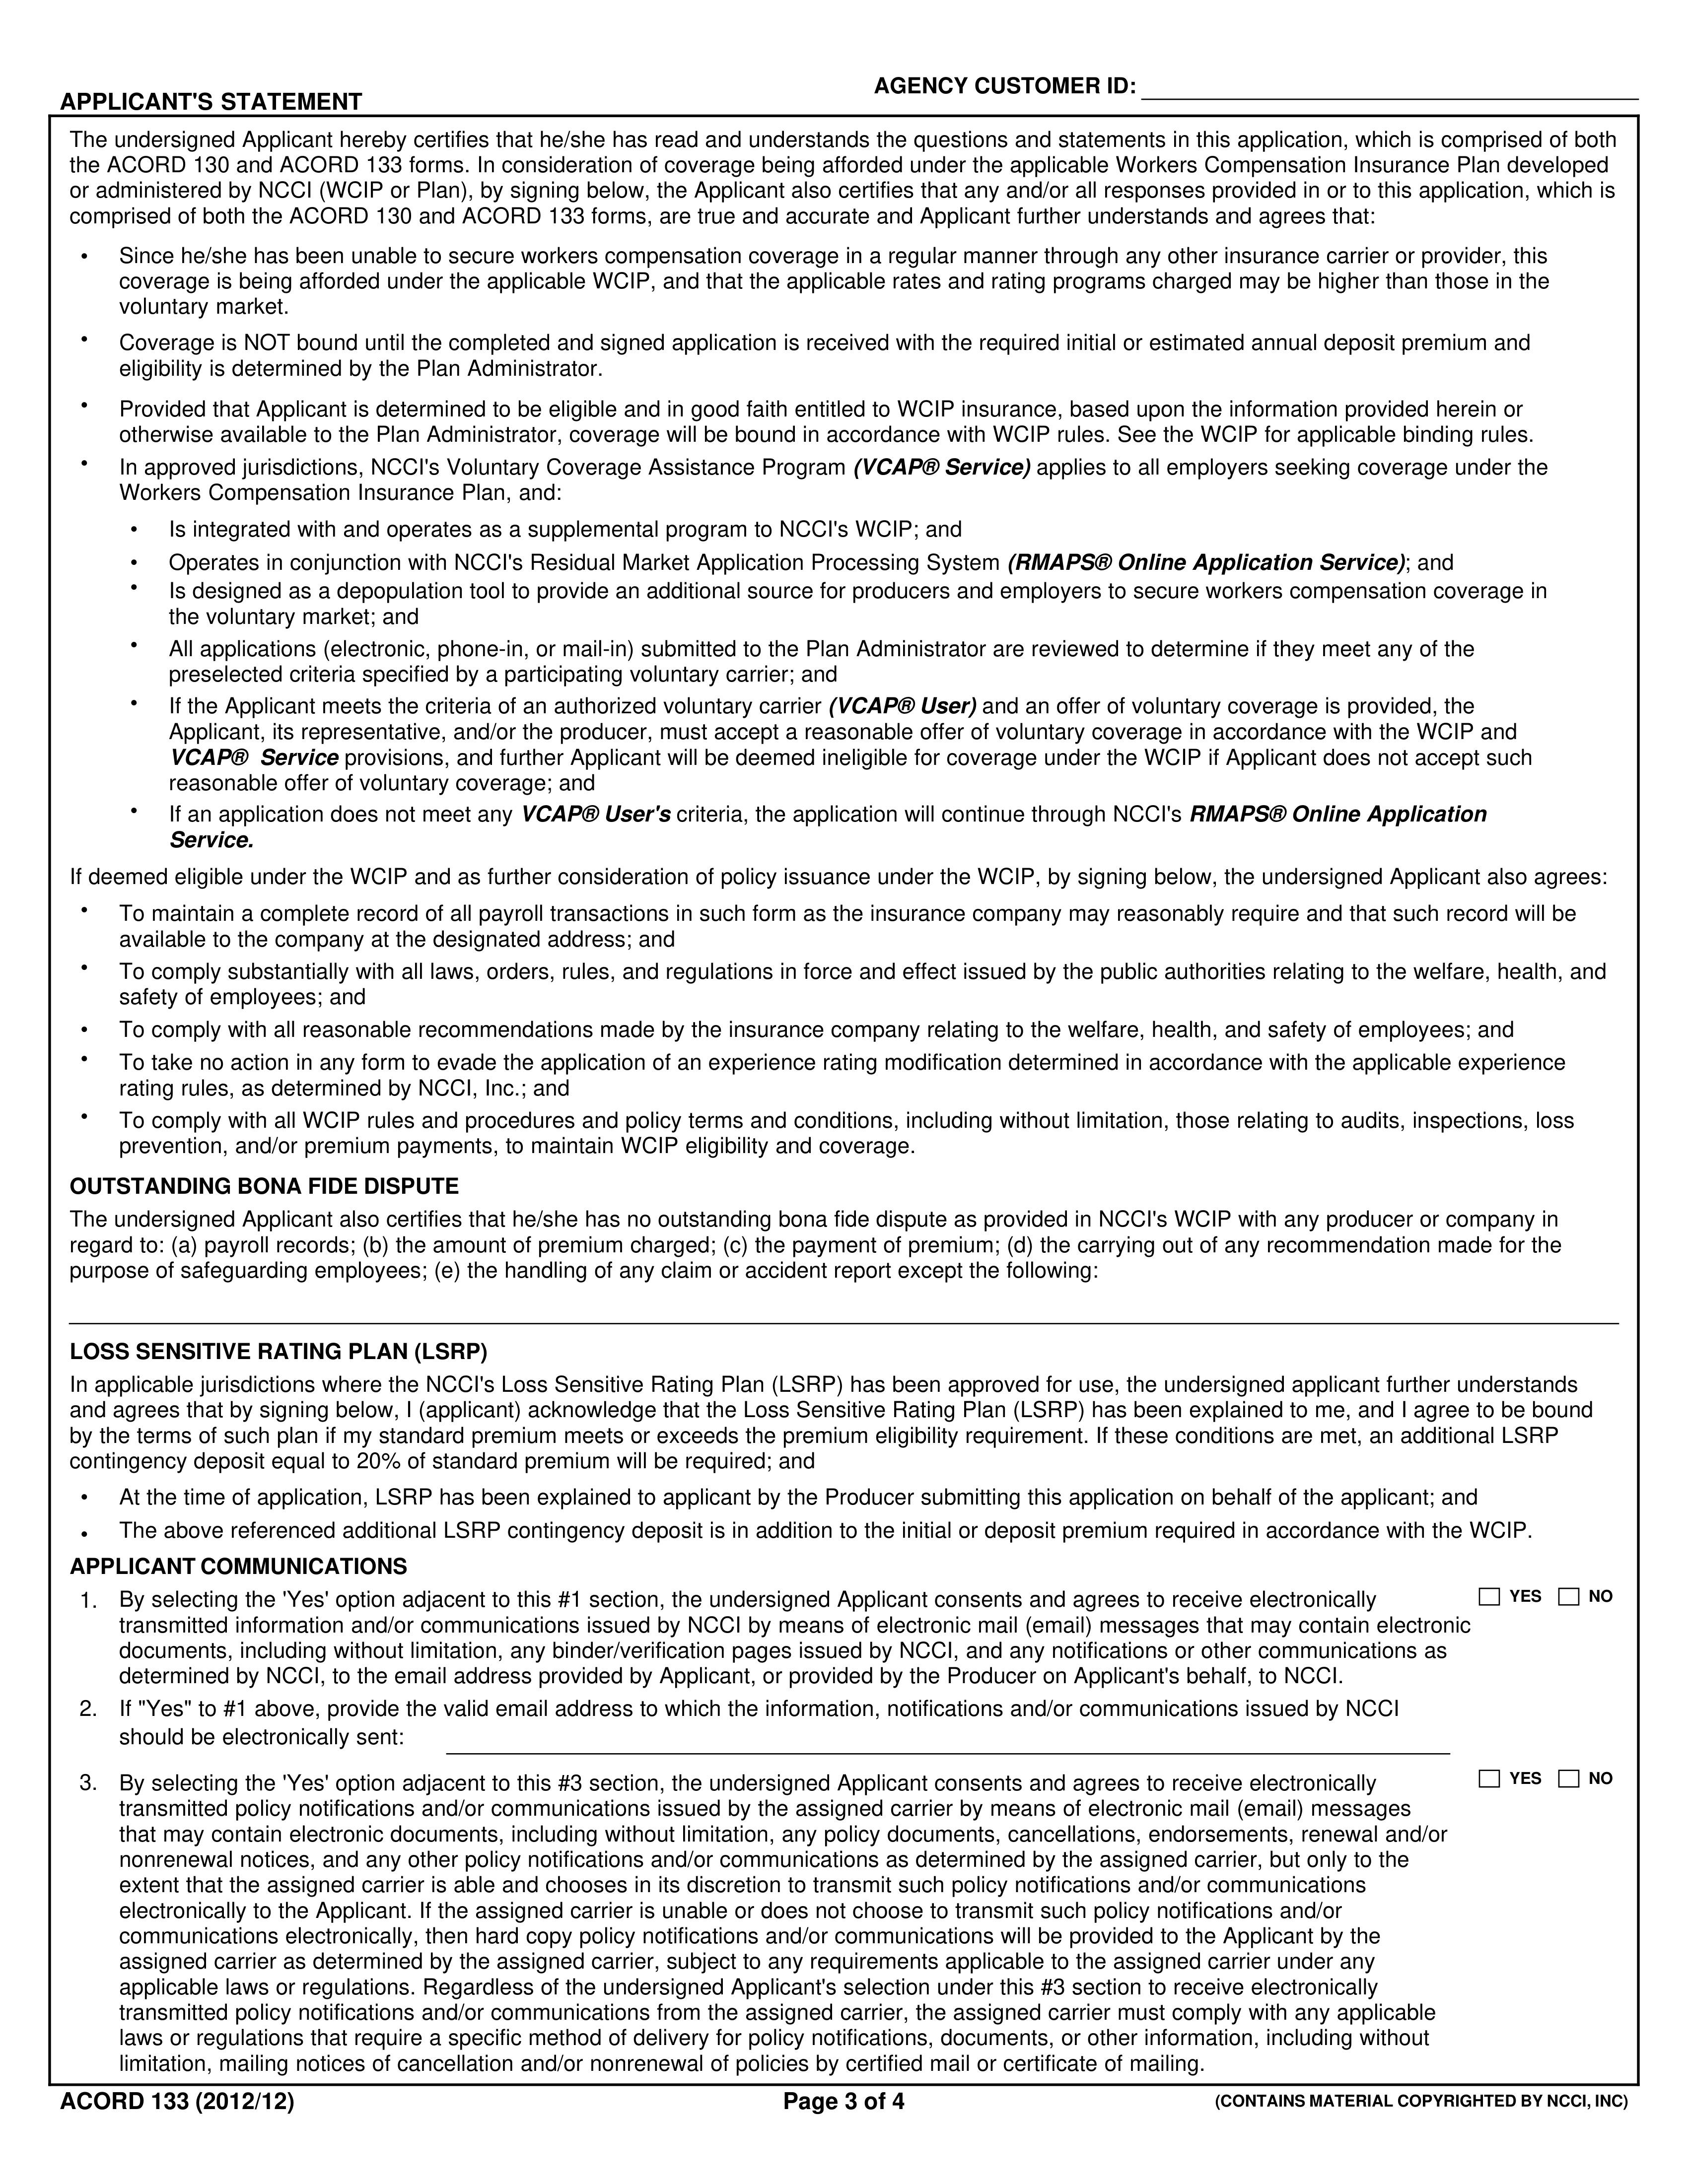 AGENCY CUSTOMER ID:
APPLICANT'S STATEMENT
The undersigned Applicant hereby certifies that he/she has read and understands the questions and statements in this application, which is comprised of both
the ACORD 130 and ACORD 133 forms. In consideration of coverage being afforded under the applicable Workers Compensation Insurance Plan developed
or administered by NCCI (WCIP or Plan), by signing below, the Applicant also certifies that any and/or all responses provided in or to this application, which is
comprised of both the ACORD 130 and ACORD 133 forms, are true and accurate and Applicant further understands and agrees that:
• Since he/she has been unable to secure workers compensation coverage in a regular manner through any other insurance carrier or provider, this
coverage is being afforded under the applicable WCIP, and that the applicable rates and rating programs charged may be higher than those in the
voluntary market.
• Coverage is NOT bound until the completed and signed application is received with the required initial or estimated annual deposit premium and
eligibility is determined by the Plan Administrator.
• Provided that Applicant is determined to be eligible and in good faith entitled to WCIP insurance, based upon the information provided herein or
otherwise available to the Plan Administrator, coverage will be bound in accordance with WCIP rules. See the WCIP for applicable binding rules.
• In approved jurisdictions, NCCI's Voluntary Coverage Assistance Program (VCAP® Service) applies to all employers seeking coverage under the
Workers Compensation Insurance Plan, and:
• Is integrated with and operates as a supplemental program to NCCI's WCIP; and
• Operates in conjunction with NCCI's Residual Market Application Processing System (RMAPS® Online Application Service); and
• Is designed as a depopulation tool to provide an additional source for producers and employers to secure workers compensation coverage in
the voluntary market; and
• All applications (electronic, phone-in, or mail-in) submitted to the Plan Administrator are reviewed to determine if they meet any of the
preselected criteria specified by a participating voluntary carrier; and
• If the Applicant meets the criteria of an authorized voluntary carrier (VCAP® User) and an offer of voluntary coverage is provided, the
Applicant, its representative, and/or the producer, must accept a reasonable offer of voluntary coverage in accordance with the WCIP and
VCAP® Service provisions, and further Applicant will be deemed ineligible for coverage under the WCIP if Applicant does not accept such
reasonable offer of voluntary coverage; and
• If an application does not meet any VCAP® User's criteria, the application will continue through NCCI's RMAPS® Online Application
Service.
If deemed eligible under the WCIP and as further consideration of policy issuance under the WCIP, by signing below, the undersigned Applicant also agrees:
• To maintain a complete record of all payroll transactions in such form as the insurance company may reasonably require and that such record will be
available to the company at the designated address; and
• To comply substantially with all laws, orders, rules, and regulations in force and effect issued by the public authorities relating to the welfare, health, and
safety of employees; and
• To comply with all reasonable recommendations made by the insurance company relating to the welfare, health, and safety of employees; and
• To take no action in any form to evade the application of an experience rating modification determined in accordance with the applicable experience
rating rules, as determined by NCCI, Inc.; and
• To comply with all WCIP rules and procedures and policy terms and conditions, including without limitation, those relating to audits, inspections, loss
prevention, and/or premium payments, to maintain WCIP eligibility and coverage.
OUTSTANDING BONA FIDE DISPUTE
The undersigned Applicant also certifies that he/she has no outstanding bona fide dispute as provided in NCCI's WCIP with any producer or company in
regard to: (a) payroll records; (b) the amount of premium charged; (c) the payment of premium; (d) the carrying out of any recommendation made for the
purpose of safeguarding employees; (e) the handling of any claim or accident report except the following:
LOSS SENSITIVE RATING PLAN (LSRP)
In applicable jurisdictions where the NCCI's Loss Sensitive Rating Plan (LSRP) has been approved for use, the undersigned applicant further understands
and agrees that by signing below, I (applicant) acknowledge that the Loss Sensitive Rating Plan (LSRP) has been explained to me, and I agree to be bound
by the terms of such plan if my standard premium meets or exceeds the premium eligibility requirement. If these conditions are met, an additional LSRP
contingency deposit equal to 20% of standard premium will be required; and
• At the time of application, LSRP has been explained to applicant by the Producer submitting this application on behalf of the applicant; and
• The above referenced additional LSRP contingency deposit is in addition to the initial or deposit premium required in accordance with the WCIP.
APPLICANT COMMUNICATIONS
1. By selecting the 'Yes' option adjacent to this #1 section, the undersigned Applicant consents and agrees to receive electronically YES NO
transmitted information and/or communications issued by NCCI by means of electronic mail (email) messages that may contain electronic
documents, including without limitation, any binder/verification pages issued by NCCI, and any notifications or other communications as
determined by NCCI, to the email address provided by Applicant, or provided by the Producer on Applicant's behalf, to NCCI.
2. If "Yes" to #1 above, provide the valid email address to which the information, notifications and/or communications issued by NCCI
should be electronically sent:
3. By selecting the 'Yes' option adjacent to this #3 section, the undersigned Applicant consents and agrees to receive electronically YES NO
transmitted policy notifications and/or communications issued by the assigned carrier by means of electronic mail (email) messages
that may contain electronic documents, including without limitation, any policy documents, cancellations, endorsements, renewal and/or
nonrenewal notices, and any other policy notifications and/or communications as determined by the assigned carrier, but only to the
extent that the assigned carrier is able and chooses in its discretion to transmit such policy notifications and/or communications
electronically to the Applicant. If the assigned carrier is unable or does not choose to transmit such policy notifications and/or
communications electronically, then hard copy policy notifications and/or communications will be provided to the Applicant by the
assigned carrier as determined by the assigned carrier, subject to any requirements applicable to the assigned carrier under any
applicable laws or regulations. Regardless of the undersigned Applicant's selection under this #3 section to receive electronically
transmitted policy notifications and/or communications from the assigned carrier, the assigned carrier must comply with any applicable
laws or regulations that require a specific method of delivery for policy notifications, documents, or other information, including without
limitation, mailing notices of cancellation and/or nonrenewal of policies by certified mail or certificate of mailing.
ACORD 133 (2012/12) Page 3 of 4 (CONTAINS MATERIAL COPYRIGHTED BY NCCI, INC)